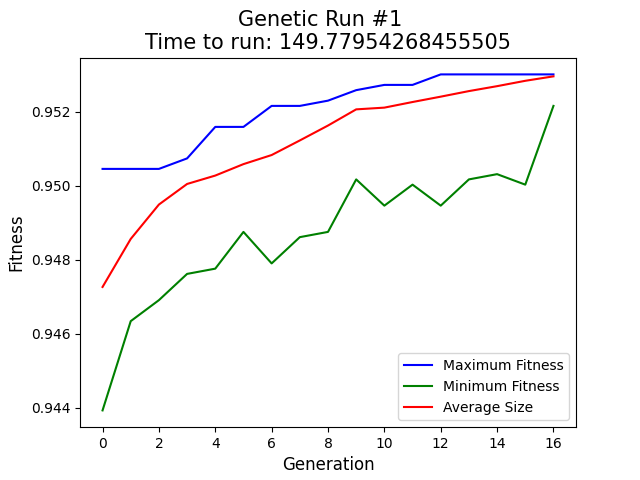 Genetic Run #1
Time to run: 149.77954268455505
Fitness
0.952
0.950
0.948
0.946
0.944
0 2 4 6 8 10 12 14 16
Generation
Maximum Fitness
Minimum Fitness
Average Size